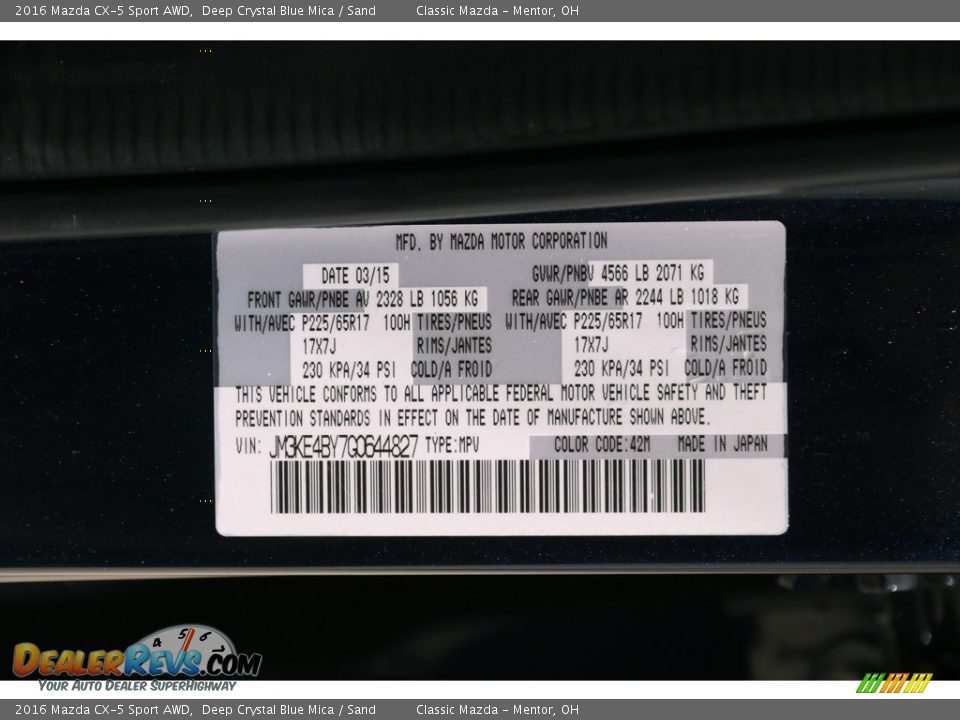 2016 Mazda CX-5 Sport AWD, Deep Crystal Blue Mica / Sand Classic Mazda - Mentor, OH
MFD. BY MAZDA MOTOR CORPORATION
DATE 03/15 GVWR/PNBV 4566 LB 2071 KG
FRONT GAWR/PNBE AV 2328 LB 1056 KG REAR GAWR/PNBE AR 2244 LB 1018 KG
WITH/AVEC P225/65R17 100H TIRES/PNEUS WITH/AVEC P225/65R17 100H TIRES/PNEUS
17X7J RIMS/JANTES 17X7J RIMS/JANTES
230 KPA/34 PSI COLD/A FROID 230 KPA/34 PSI COLD/A FROID
THIS VEHICLE CONFORMS TO ALL APPLICABLE FEDERAL MOTOR VEHICLE SAFETY AND THEFT
PREVENTION STANDARDS IN EFFECT ON THE DATE OF MANUFACTURE SHOWN ABOVE.
VIN: JM3KE4BY7G0644827 TYPE:MPV COLOR CODE:42M MADE IN JAPAN
4 5 6
DEALERREVS.COM
YOUR AUTO DEALER SUPERHIGHWAY
2016 Mazda CX-5 Sport AWD, Deep Crystal Blue Mica / Sand Classic Mazda - Mentor, OH